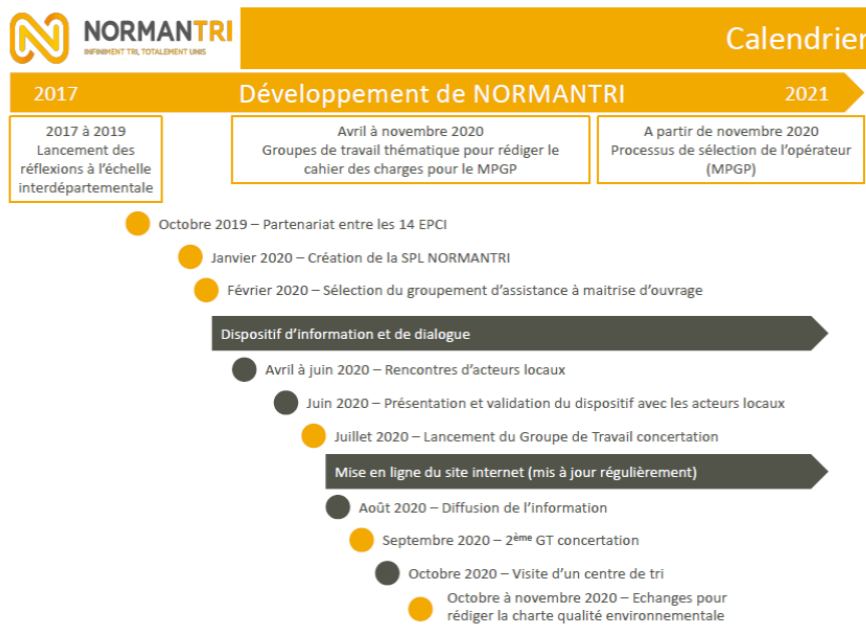 NORMANTRI
INFINIMENT TRI, TOTALEMENT UNIS
Calendrier
2017 Développement de NORMANTRI 2021
2017 à 2019
Lancement des
réflexions à l'échelle
interdépartementale
Avril à novembre 2020
Groupes de travail thématique pour rédiger le
cahier des charges pour le MPGP
A partir de novembre 2020
Processus de sélection de l'opérateur
(MPGP)
Octobre 2019 – Partenariat entre les 14 EPCI
Janvier 2020 – Création de la SPL NORMANTRI
Février 2020 – Sélection du groupement d'assistance à maitrise d'ouvrage
Dispositif d'information et de dialogue
Avril à juin 2020 – Rencontres d'acteurs locaux
Juin 2020 – Présentation et validation du dispositif avec les acteurs locaux
Juillet 2020 – Lancement du Groupe de Travail concertation
Mise en ligne du site internet (mis à jour régulièrement)
Août 2020 – Diffusion de l'information
Septembre 2020 – 2ème GT concertation
Octobre 2020 – Visite d'un centre de tri
Octobre à novembre 2020 – Echanges pour
rédiger la charte qualité environnementale